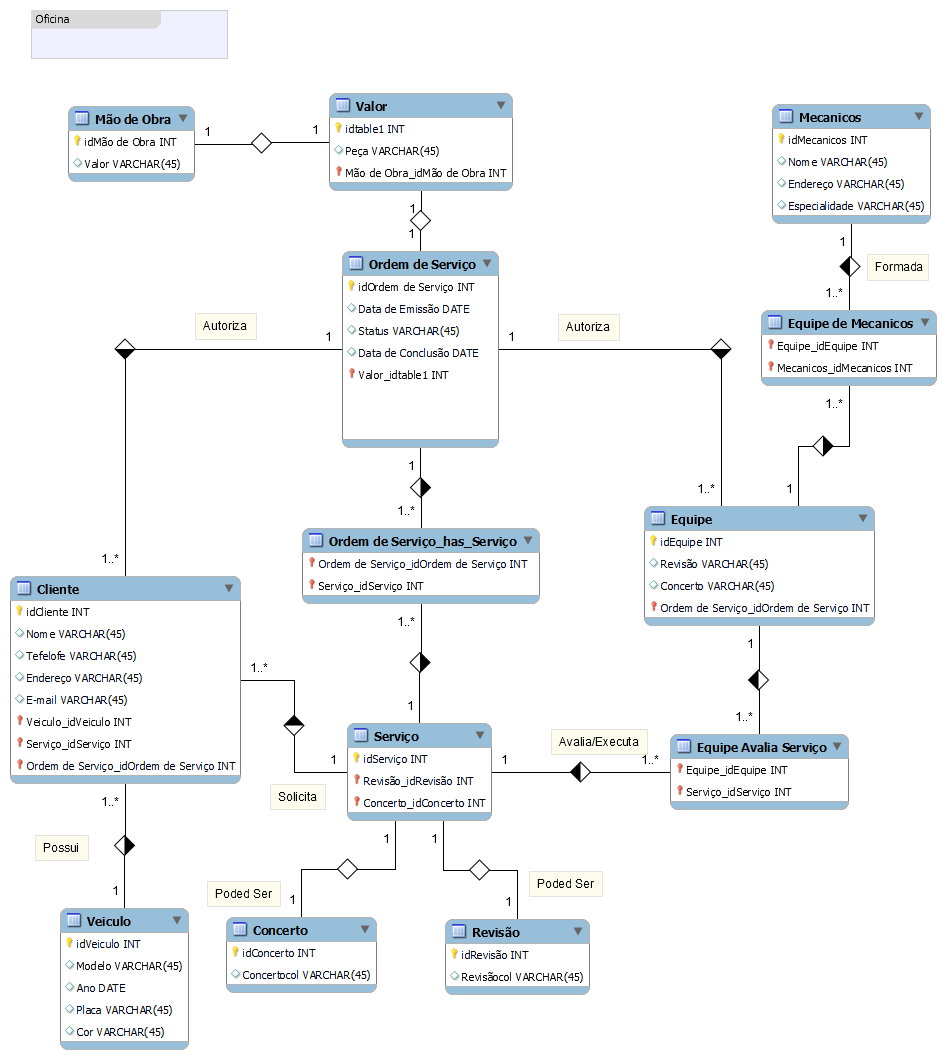 Oficina
Mão de Obra
idMão de Obra INT
Valor VARCHAR(45)
1
1
Valor
idtable1 INT
Peça VARCHAR(45)
Mão de Obra_idMão de Obra INT
Mecanicos
idMecanicos INT
Nome VARCHAR(45)
Endereço VARCHAR(45)
Especialidade VARCHAR(45)
1
1
1
Formada
1..*
Ordem de Serviço
idOrdem de Serviço INT
Data de Emissão DATE
Status VARCHAR(45)
Data de Conclusão DATE
Valor_idtable1 INT
Autoriza
1
1
Autoriza
Equipe de Mecanicos
Equipe_idEquipe INT
Mecanicos_idMecanicos INT
1..*
1
1..*
1..*
1
1..*
Ordem de Serviço_has_Serviço
Ordem de Serviço_idOrdem de Serviço INT
Serviço_idServiço INT
Equipe
idEquipe INT
Revisão VARCHAR(45)
Concerto VARCHAR(45)
Ordem de Serviço_idOrdem de Serviço INT
Cliente
idCliente INT
Nome VARCHAR(45)
Tefelofe VARCHAR(45)
Endereço VARCHAR(45)
E-mail VARCHAR(45)
Veiculo_idVeiculo INT
Serviço_idServiço INT
Ordem de Serviço_idOrdem de Serviço INT
1..*
1..*
1
1
1..*
Serviço
idServiço INT
Revisão_idRevisão INT
Concerto_idConcerto INT
1
Solicita
1
Avalia/Executa
1..*
Equipe Avalia Serviço
Equipe_idEquipe INT
Serviço_idServiço INT
1..*
Possui
1
1
1
Poded Ser
1
Poded Ser
1
Veiculo
idVeiculo INT
Modelo VARCHAR(45)
Ano DATE
Placa VARCHAR(45)
Cor VARCHAR(45)
Concerto
idConcerto INT
Concertocol VARCHAR(45)
Revisão
idRevisão INT
Revisãocol VARCHAR(45)